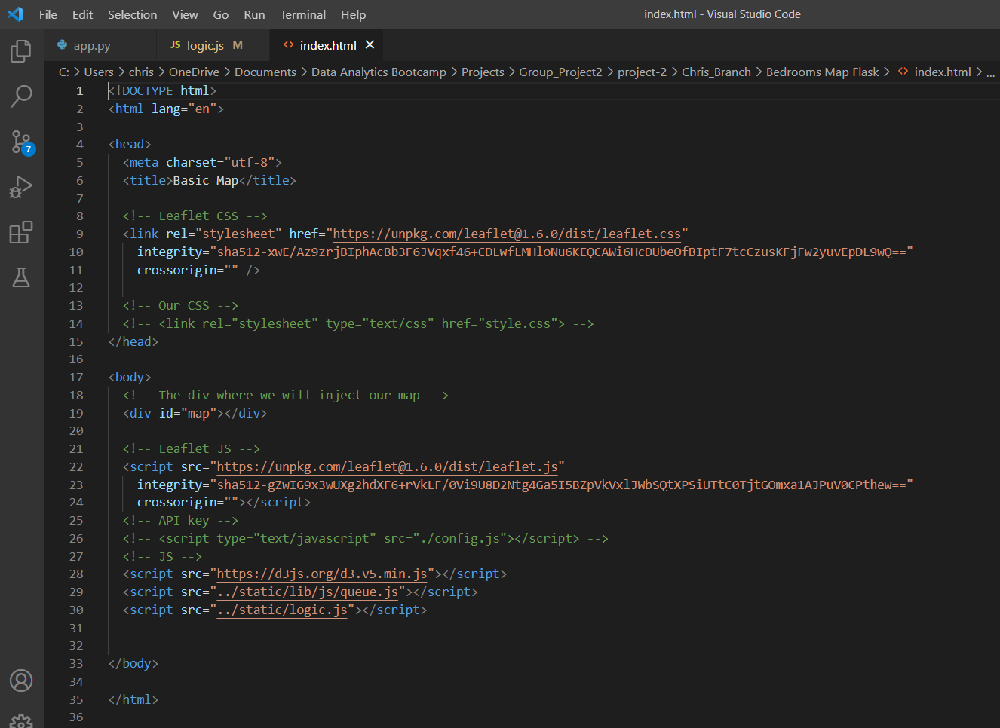 File Edit Selection View Go Run Terminal Help index.html - Visual Studio Code
app.py JS logic.js M <> index.html ×
C: > Users > chris > OneDrive > Documents > Data Analytics Bootcamp > Projects > Group_Project2 > project-2 > Chris_Branch > Bedrooms Map Flask > <> index.html > ...
1 <!DOCTYPE html>
2 <html lang="en">
3
4 <head>
5 <meta charset="utf-8">
6 <title>Basic Map</title>
7
8 <!-- Leaflet CSS -->
9 <link rel="stylesheet" href="https://unpkg.com/leaflet@1.6.0/dist/leaflet.css"
10 integrity="sha512-xwE/Az9zrjBIphAcBb3F6JVqxf46+CDLwfLMHloNu6KEQCAWi6HcDUbeOfBIptF7tcCzusKFjFw2yuvEpDL9wQ=="
11 crossorigin="" />
12
13 <!-- Our CSS -->
14 <!-- <link rel="stylesheet" type="text/css" href="style.css"> -->
15 </head>
16
17 <body>
18 <!-- The div where we will inject our map -->
19 <div id="map"></div>
20
21 <!-- Leaflet JS -->
22 <script src="https://unpkg.com/leaflet@1.6.0/dist/leaflet.js"
23 integrity="sha512-gZwIG9x3wUXg2hdXF6+rVkLF/0Vi9U8D2Ntg4Ga5I5BZpVkVxlJWbSQtXPSiUTtC0TjtGOmxa1AJPuV0CPthew=="
24 crossorigin=""></script>
25 <!-- API key -->
26 <!-- <script type="text/javascript" src="./config.js"></script> -->
27 <!-- JS -->
28 <script src="https://d3js.org/d3.v5.min.js"></script>
29 <script src="../static/lib/js/queue.js"></script>
30 <script src="../static/logic.js"></script>
31
32
33 </body>
34
35 </html>
36
7